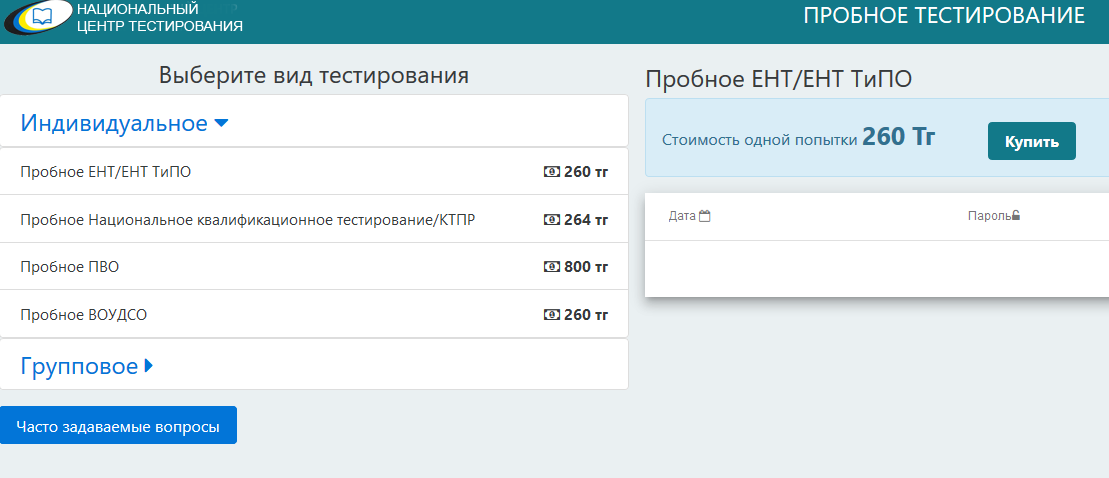 НАЦИОНАЛЬНЫЙ
ЦЕНТР ТЕСТИРОВАНИЯ
ПРОБНОЕ ТЕСТИРОВАНИЕ
Выберите вид тестирования
Индивидуальное
Пробное ЕНТ/ЕНТ ТиПО 260 тг
Пробное Национальное квалификационное тестирование/КТПР 264 тг
Пробное ПВО 800 тг
Пробное ВОУДСО 260 тг
Групповое
Часто задаваемые вопросы
Пробное ЕНТ/ЕНТ ТиПО
Стоимость одной попытки 260 Тг Купить
Дата Пароль